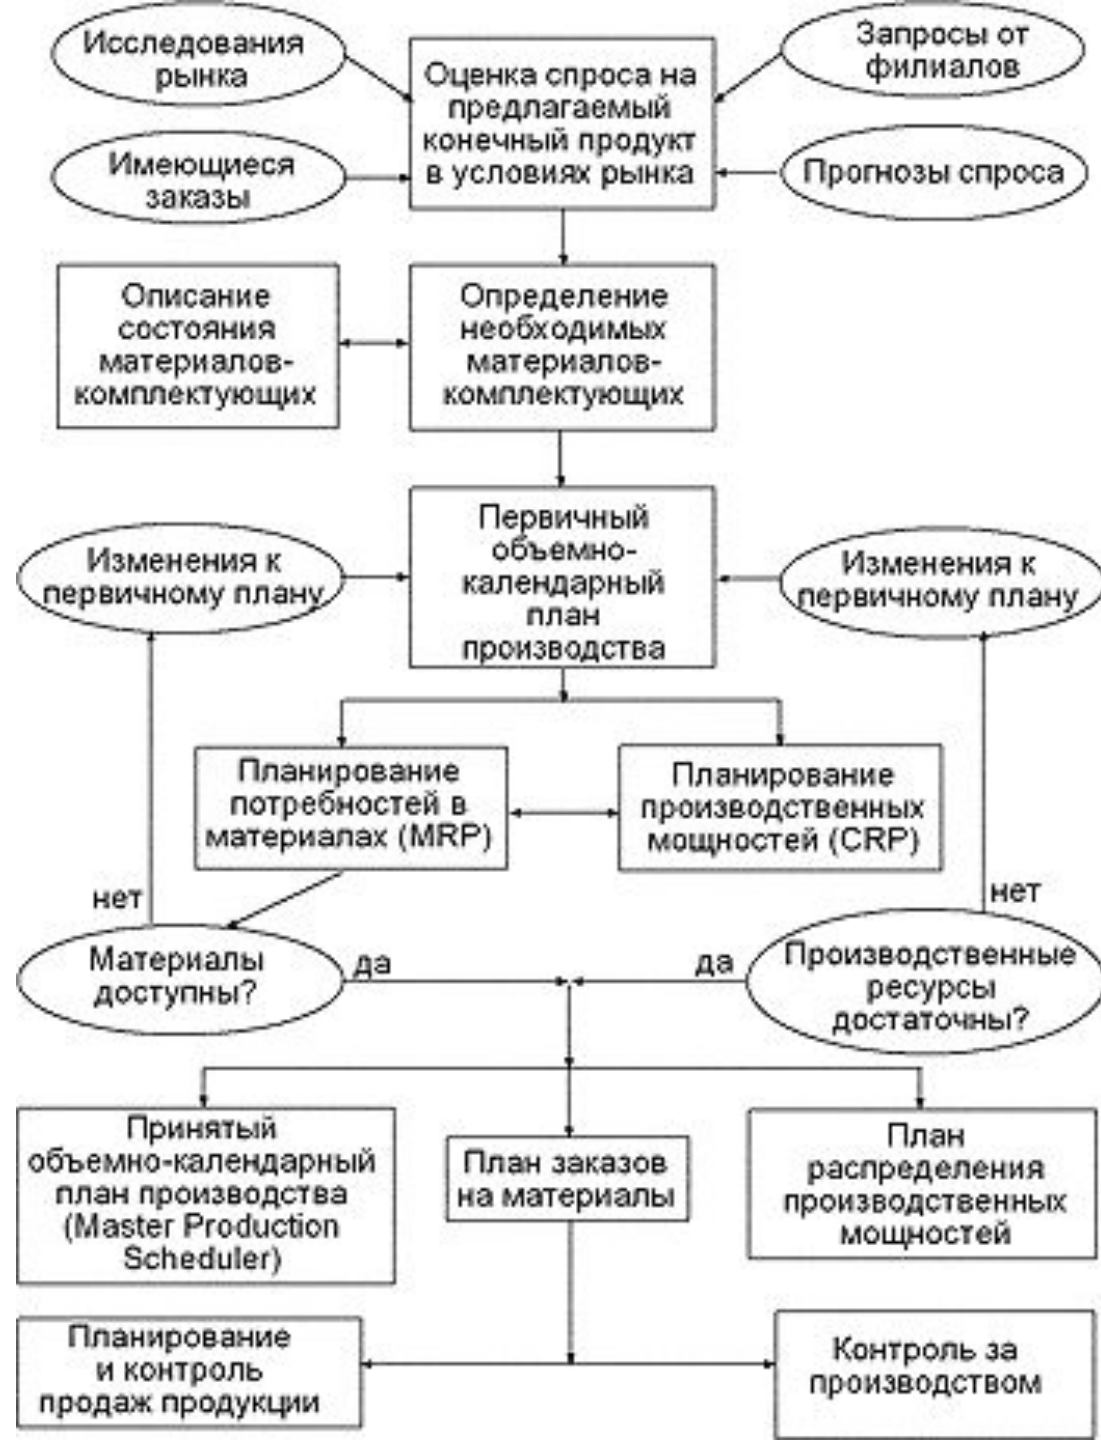 Исследования
рынка
Запросы от
филиалов
Оценка спроса на
предлагаемый
конечный продукт
в условиях рынка
Имеющиеся
заказы
Прогнозы спроса
Описание
состояния
материалов-
комплектующих
Определение
необходимых
материалов-
комплектующих
Первичный
объемно-
календарный
план
производства
Изменения к
первичному плану
Изменения к
первичному плану
Планирование
потребностей в
материалах (MRP)
Планирование
производственных
мощностей (CRP)
нет
нет
Материалы
доступны?
да
да
Производственные
ресурсы
достаточны?
Принятый
объемно-календарный
план производства
(Master Production
Scheduler)
План заказов
на материалы
План
распределения
производственных
мощностей
Планирование
и контроль
продаж продукции
Контроль за
производством